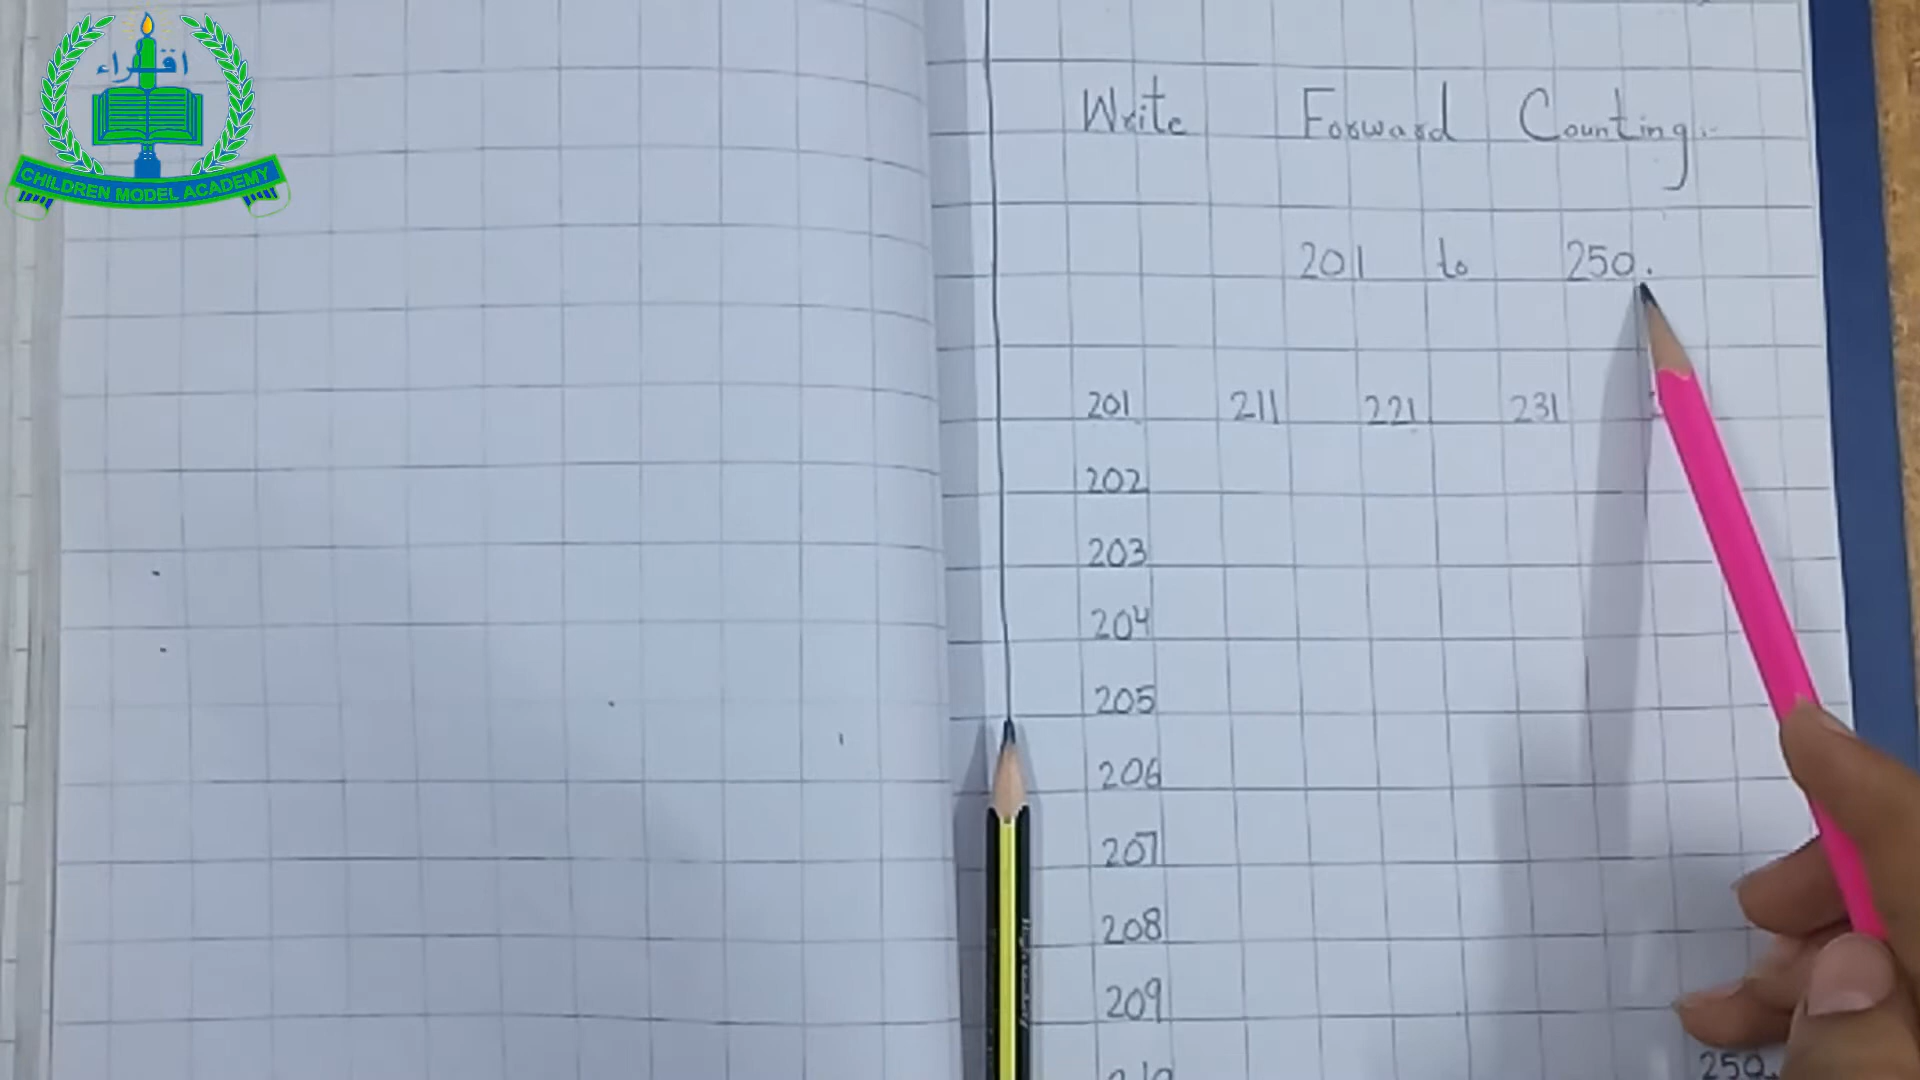 اقراء
CHILDREN MODEL ACADEMY
Write Forward Counting.
201 to 250.
201 211 221 231
202
203
204
205
206
207
208
209
210
250.